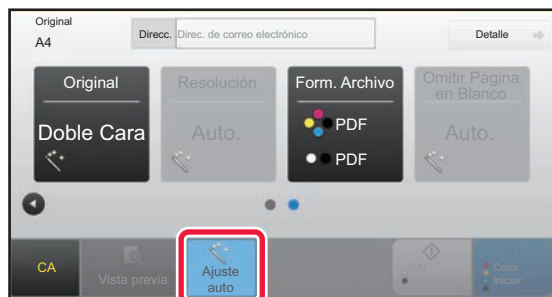 Original
A4
Direcc.
Direc. de correo electrónico
Detalle
Original
Doble Cara
Resolución
Auto.
Form. Archivo
PDF
PDF
Omitir Página
en Blanco
Auto.
CA
Vista previa
Ajuste
auto
B/N
Iniciar
Color
Iniciar